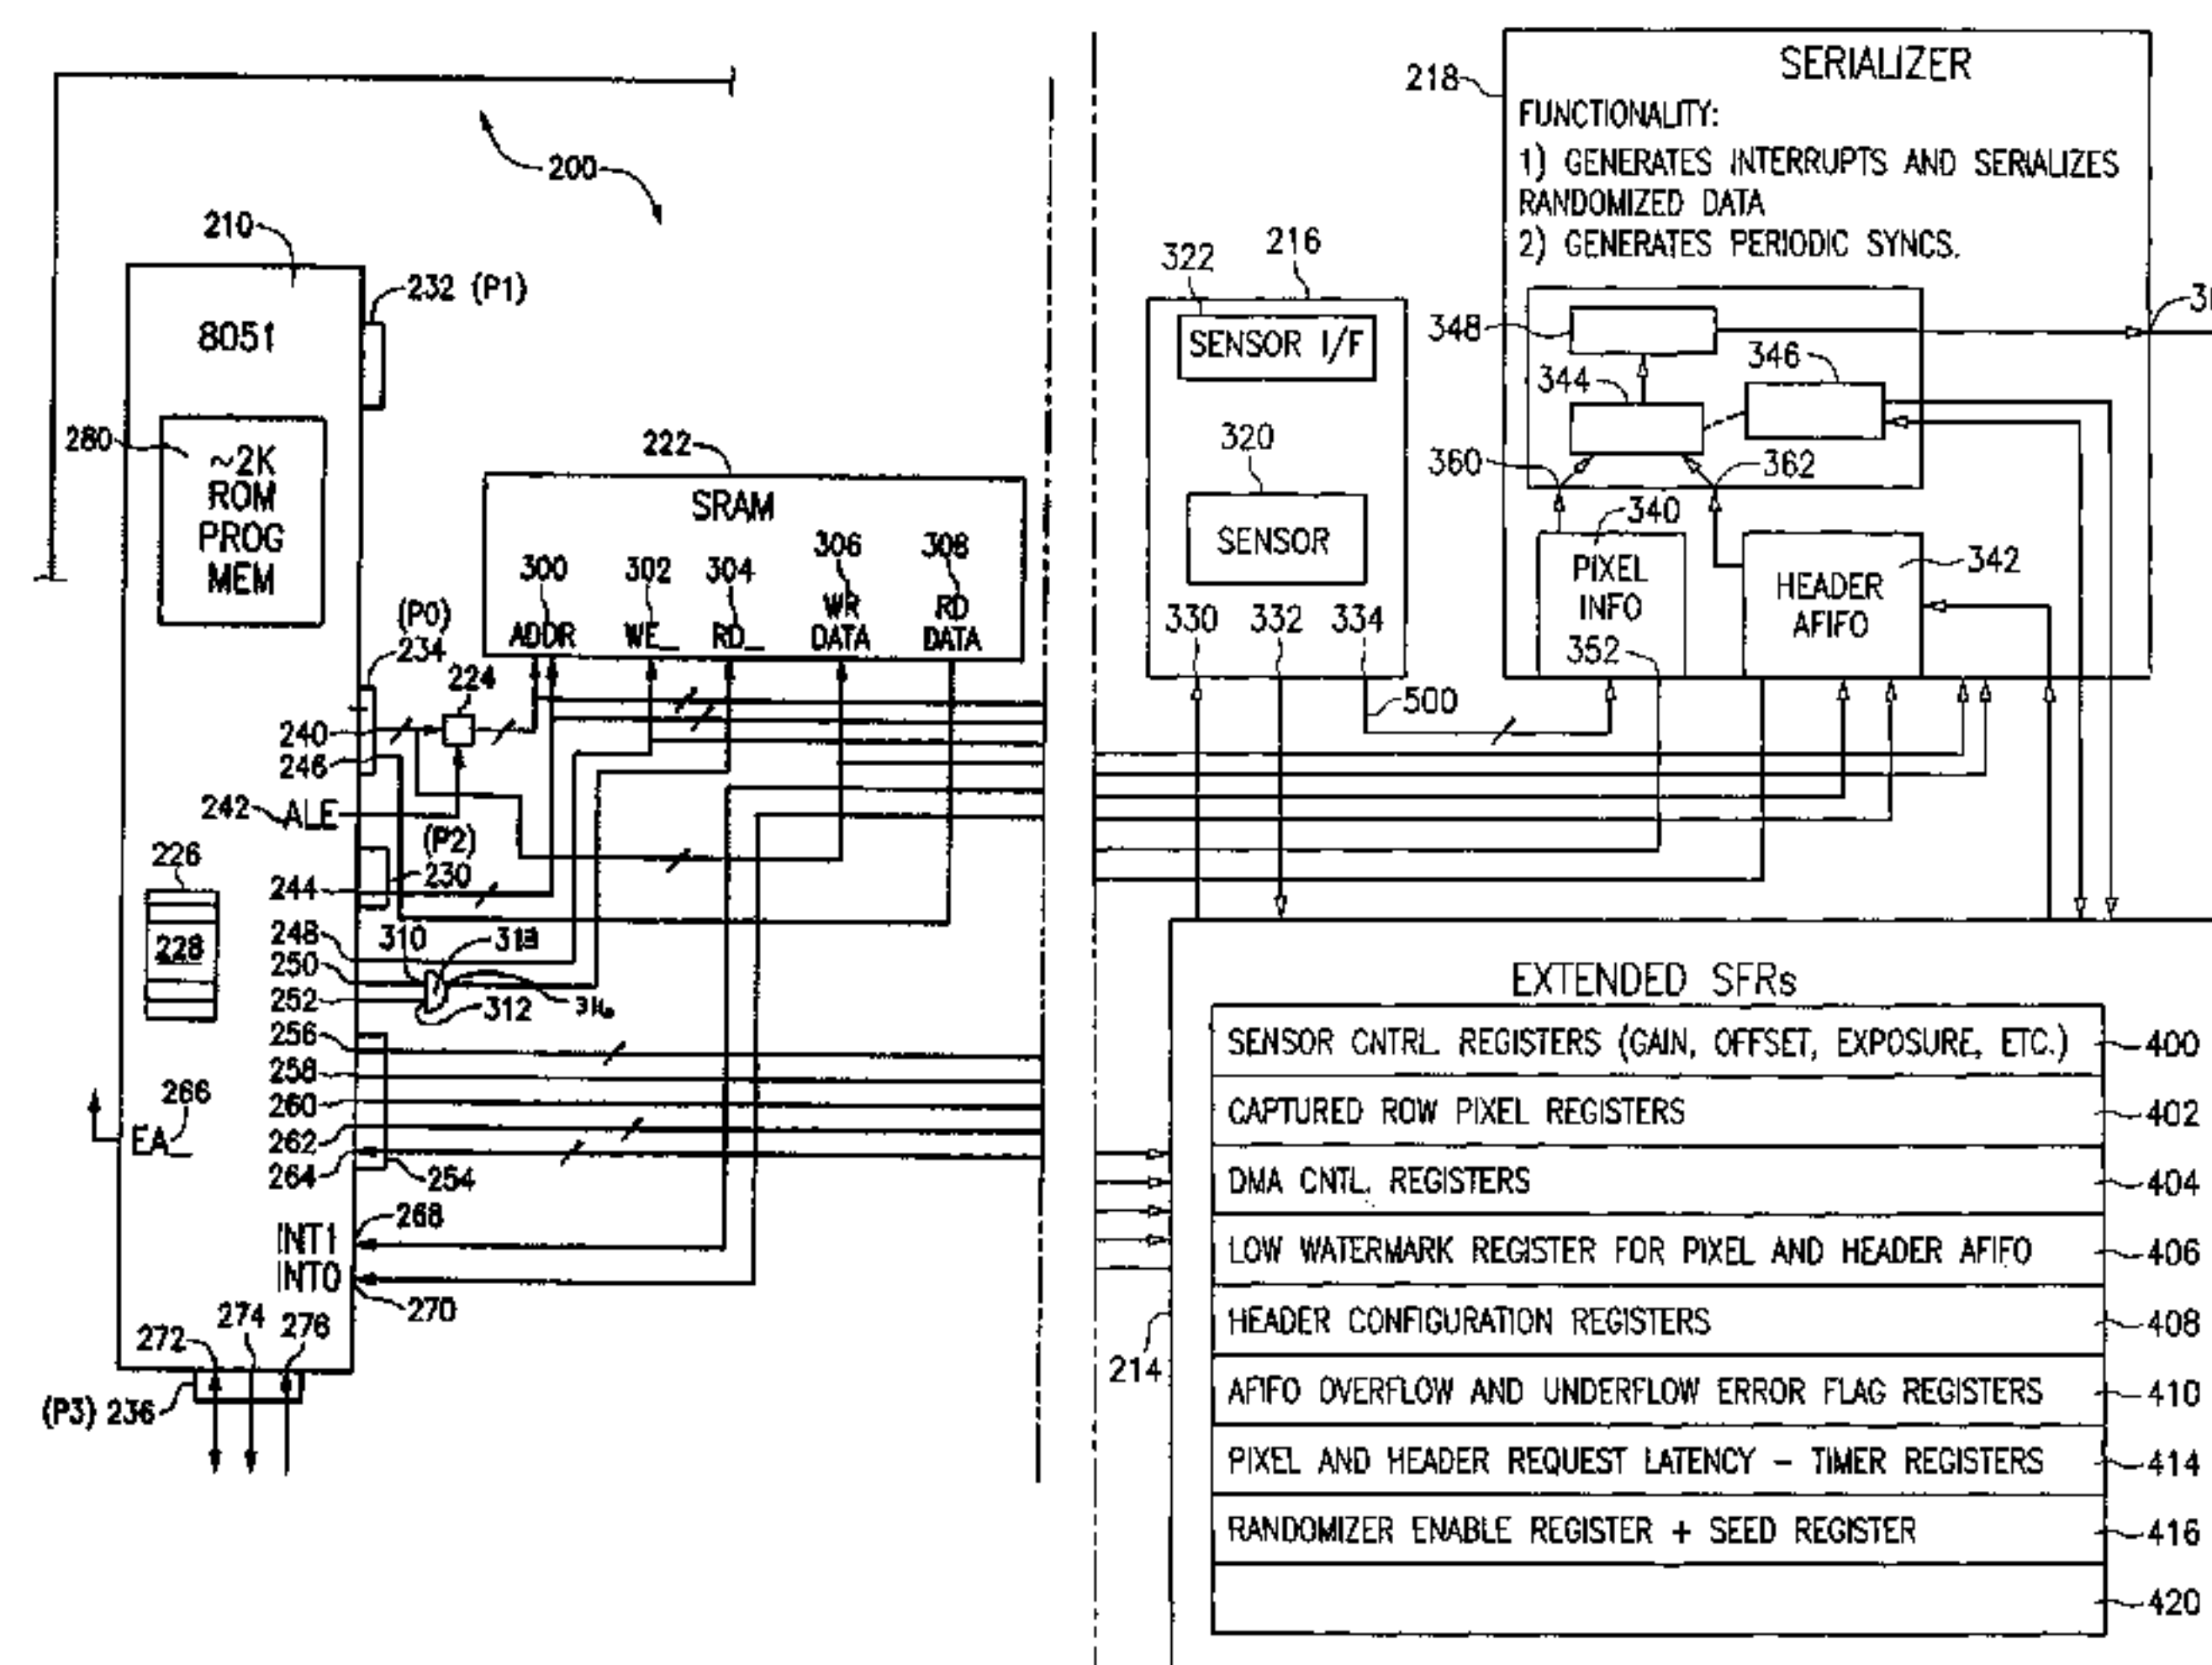 200
210
232 (P1)
8051
280
~2K
ROM
PROG
MEM
222
SRAM
300
302
304
306
308
ADDR
WE_
RD_
WR
DATA
RD
DATA
(P0)
234
224
240
246
242
ALE
(P2)
230
226
228
244
248
310
250
252
312
256
258
260
262
264
254
266
EA_
INT1
268
INT0
270
272
274
276
(P3) 236
218
SERIALIZER
FUNCTIONALITY:
1) GENERATES INTERRUPTS AND SERIALIZES
RANDOMIZED DATA
2) GENERATES PERIODIC SYNCS.
216
322
SENSOR I/F
320
SENSOR
330
332
334
500
348
344
346
360
362
340
PIXEL
INFO
352
HEADER
AFIFO
342
214
EXTENDED SFRs
SENSOR CNTRL. REGISTERS (GAIN, OFFSET, EXPOSURE, ETC.)
400
CAPTURED ROW PIXEL REGISTERS
402
DMA CNTL. REGISTERS
404
LOW WATERMARK REGISTER FOR PIXEL AND HEADER AFIFO
406
HEADER CONFIGURATION REGISTERS
408
AFIFO OVERFLOW AND UNDERFLOW ERROR FLAG REGISTERS
410
PIXEL AND HEADER REQUEST LATENCY - TIMER REGISTERS
414
RANDOMIZER ENABLE REGISTER + SEED REGISTER
416
420